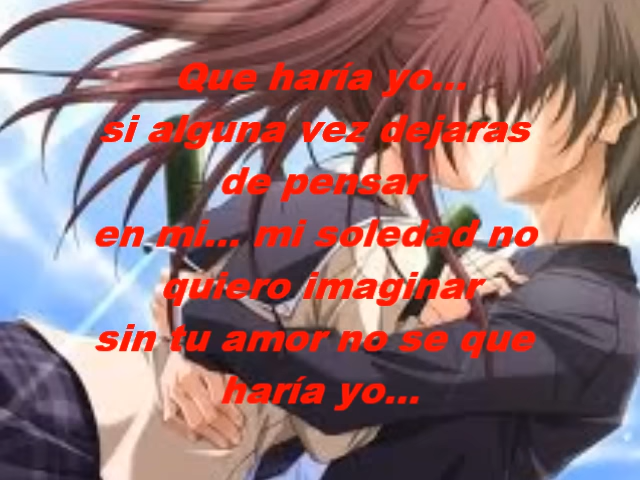 Que haría yo...
si alguna vez dejaras
de pensar
en mi... mi soledad no
quiero imaginar
sin tu amor no se que
haría yo...